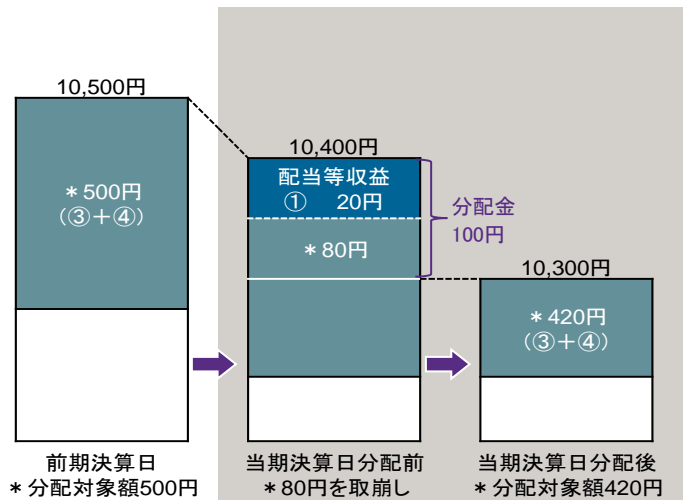 10,500円
＊500円
（③＋④）
前期決算日
＊分配対象額500円
10,400円
配当等収益
① 20円
＊80円
分配金
100円
当期決算日分配前
＊80円を取崩し
10,300円
＊420円
（③＋④）
当期決算日分配後
＊分配対象額420円